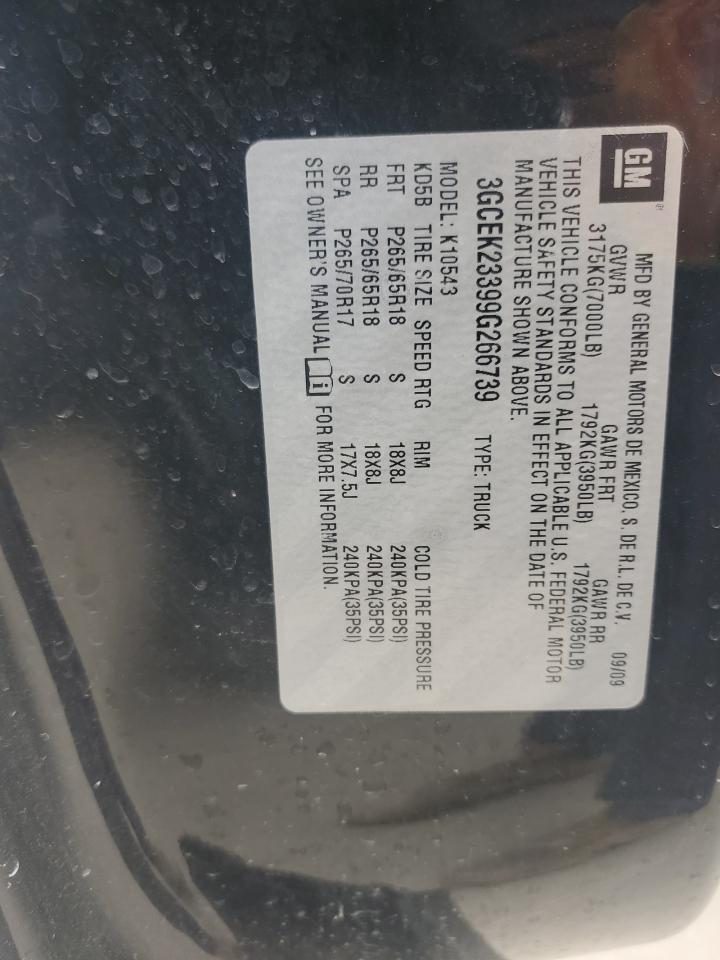 GM
MFD BY GENERAL MOTORS DE MEXICO, S. DE R.L. DE C.V. 09/09
GVWR GAWR FRT GAWR RR
3175KG(7000LB) 1792KG(3950LB) 1792KG(3950LB)
THIS VEHICLE CONFORMS TO ALL APPLICABLE U.S. FEDERAL MOTOR
VEHICLE SAFETY STANDARDS IN EFFECT ON THE DATE OF
MANUFACTURE SHOWN ABOVE.
3GCEK23399G266739 TYPE: TRUCK
MODEL: K10543
KD5B TIRE SIZE SPEED RTG RIM COLD TIRE PRESSURE
FRT P265/65R18 S 18X8J 240KPA(35PSI)
RR P265/65R18 S 18X8J 240KPA(35PSI)
SPA P265/70R17 S 17X7.5J 240KPA(35PSI)
SEE OWNER'S MANUAL i FOR MORE INFORMATION.